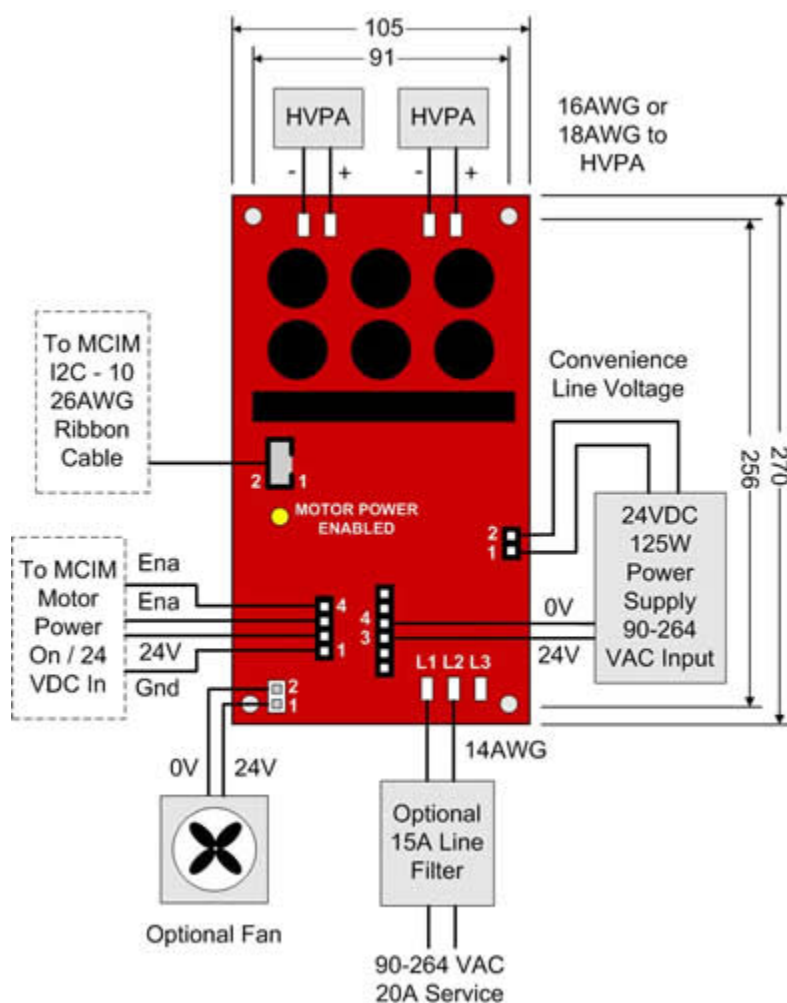 105
91
HVPA
HVPA
16AWG or
18AWG to
HVPA
- +
- +
To MCIM
I2C - 10
26AWG
Ribbon
Cable
2 1
MOTOR POWER
ENABLED
Convenience
Line Voltage
256
270
2
1
24VDC
125W
Power
Supply
90-264
VAC Input
0V
24V
To MCIM
Motor
Power
On / 24
VDC In
Ena
Ena
24V
Gnd
4
1
4
3
L1 L2 L3
2
1
0V 24V
Optional Fan
14AWG
Optional
15A Line
Filter
90-264 VAC
20A Service